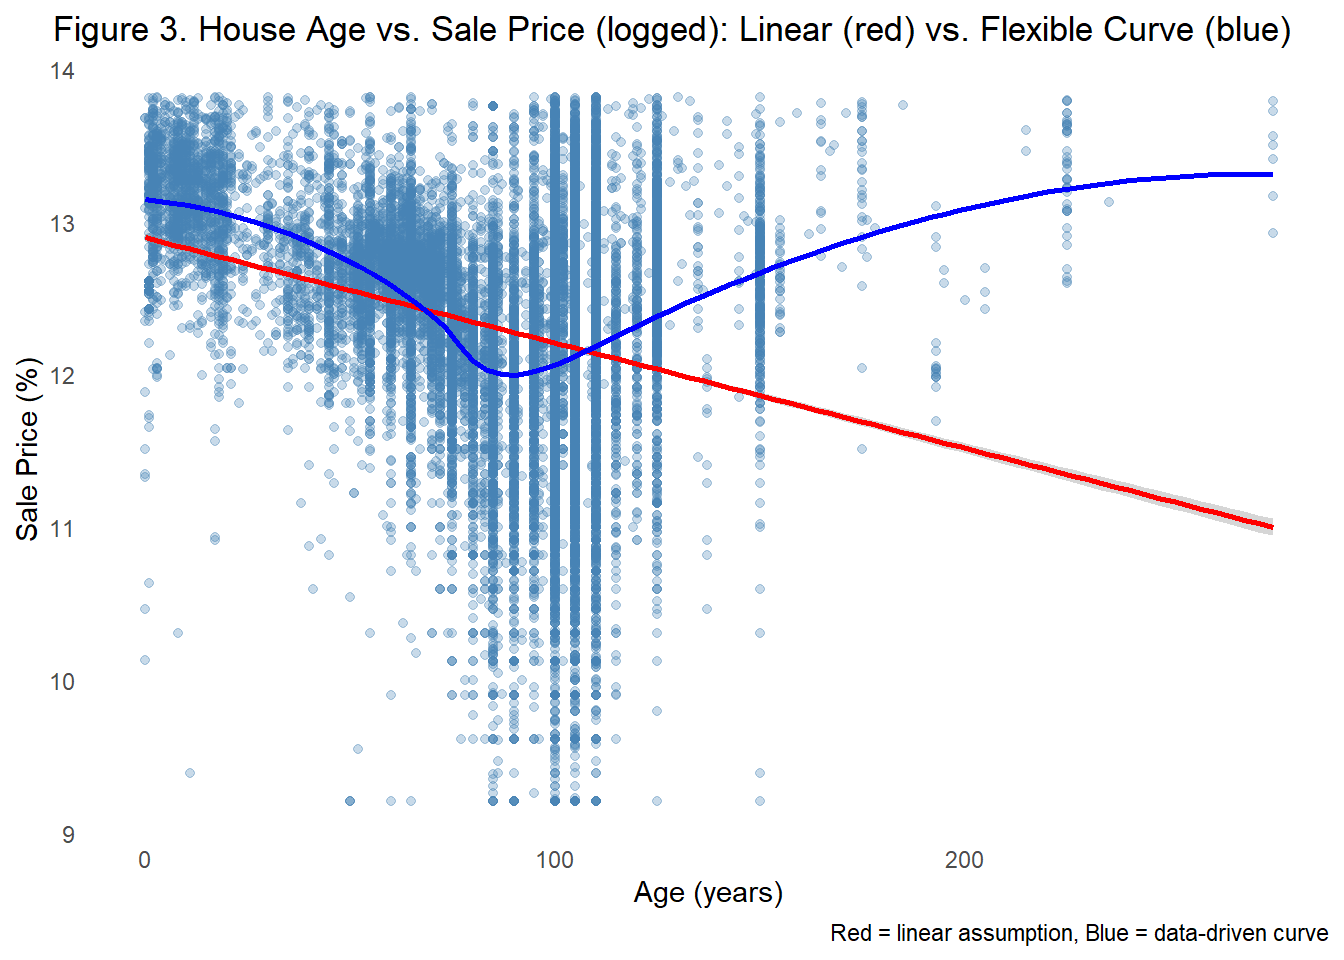 Figure 3. House Age vs. Sale Price (logged): Linear (red) vs. Flexible Curve (blue)
14
13
12
11
10
9
Sale Price (%)
0 100 200
Age (years)
Red = linear assumption, Blue = data-driven curve